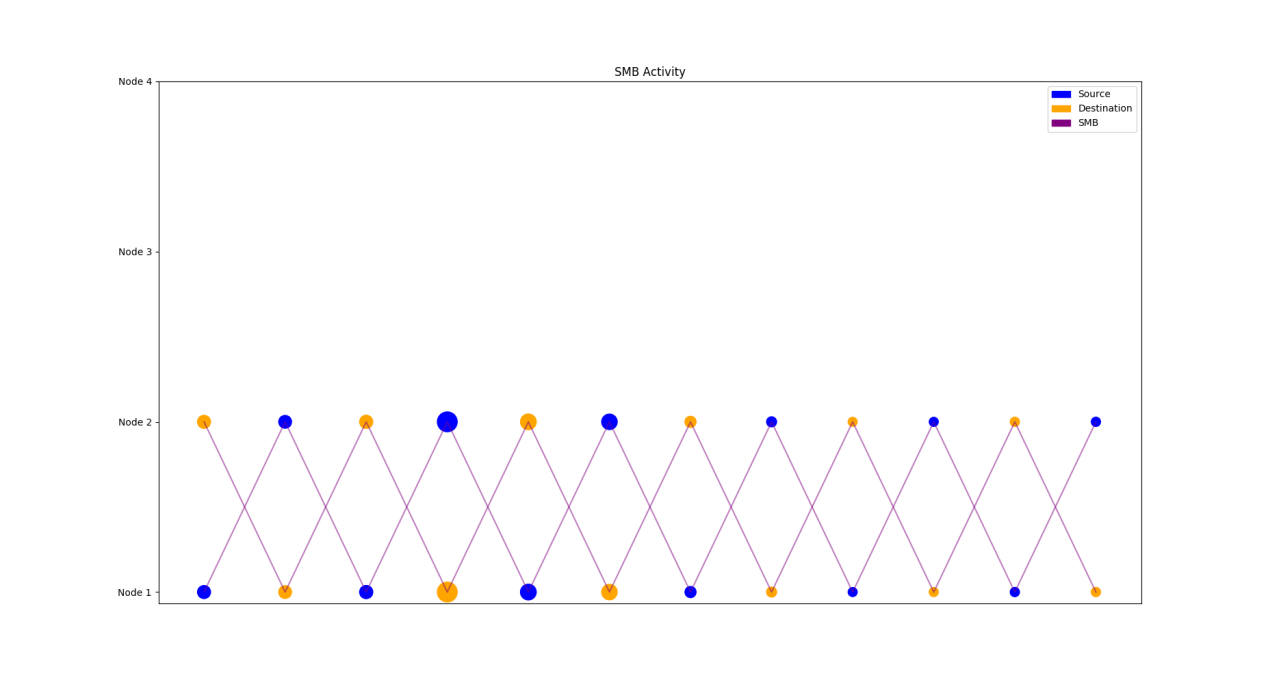 SMB Activity
Node 4
Source
Destination
SMB
Node 3
Node 2
Node 1